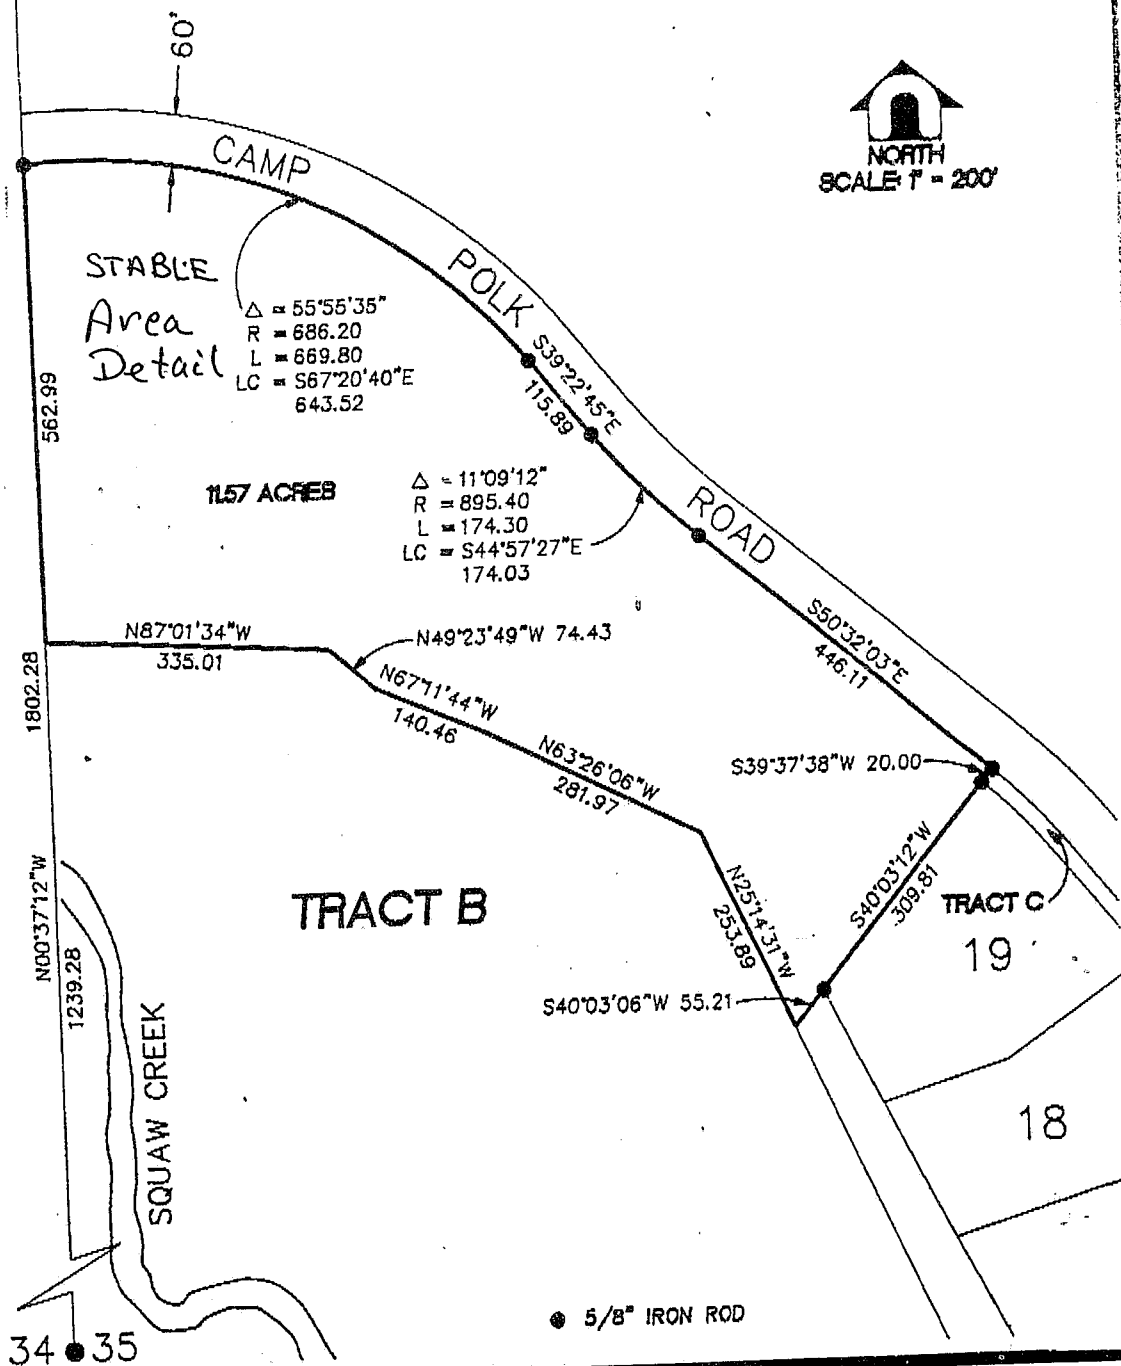 60'
CAMP
POLK
ROAD
NORTH
SCALE: 1" = 200'
STABLE
Area
Detail
Δ = 55°55'35"
R = 686.20
L = 669.80
LC = S67°20'40"E
643.52
S39°22'45"E
115.89
562.99
11.57 ACRES
Δ = 11°09'12"
R = 895.40
L = 174.30
LC = S44°57'27"E
174.03
S50°32'03"E
446.11
N87°01'34"W
335.01
N49°23'49"W 74.43
N67°11'44"W
140.46
N63°26'06"W
281.97
1802.28
S39°37'38"W 20.00
S40°03'12"W
309.81
TRACT C
19
N25°14'31"W
253.89
TRACT B
N00°37'12"W
1239.28
S40°03'06"W 55.21
SQUAW CREEK
18
5/8" IRON ROD
34 35